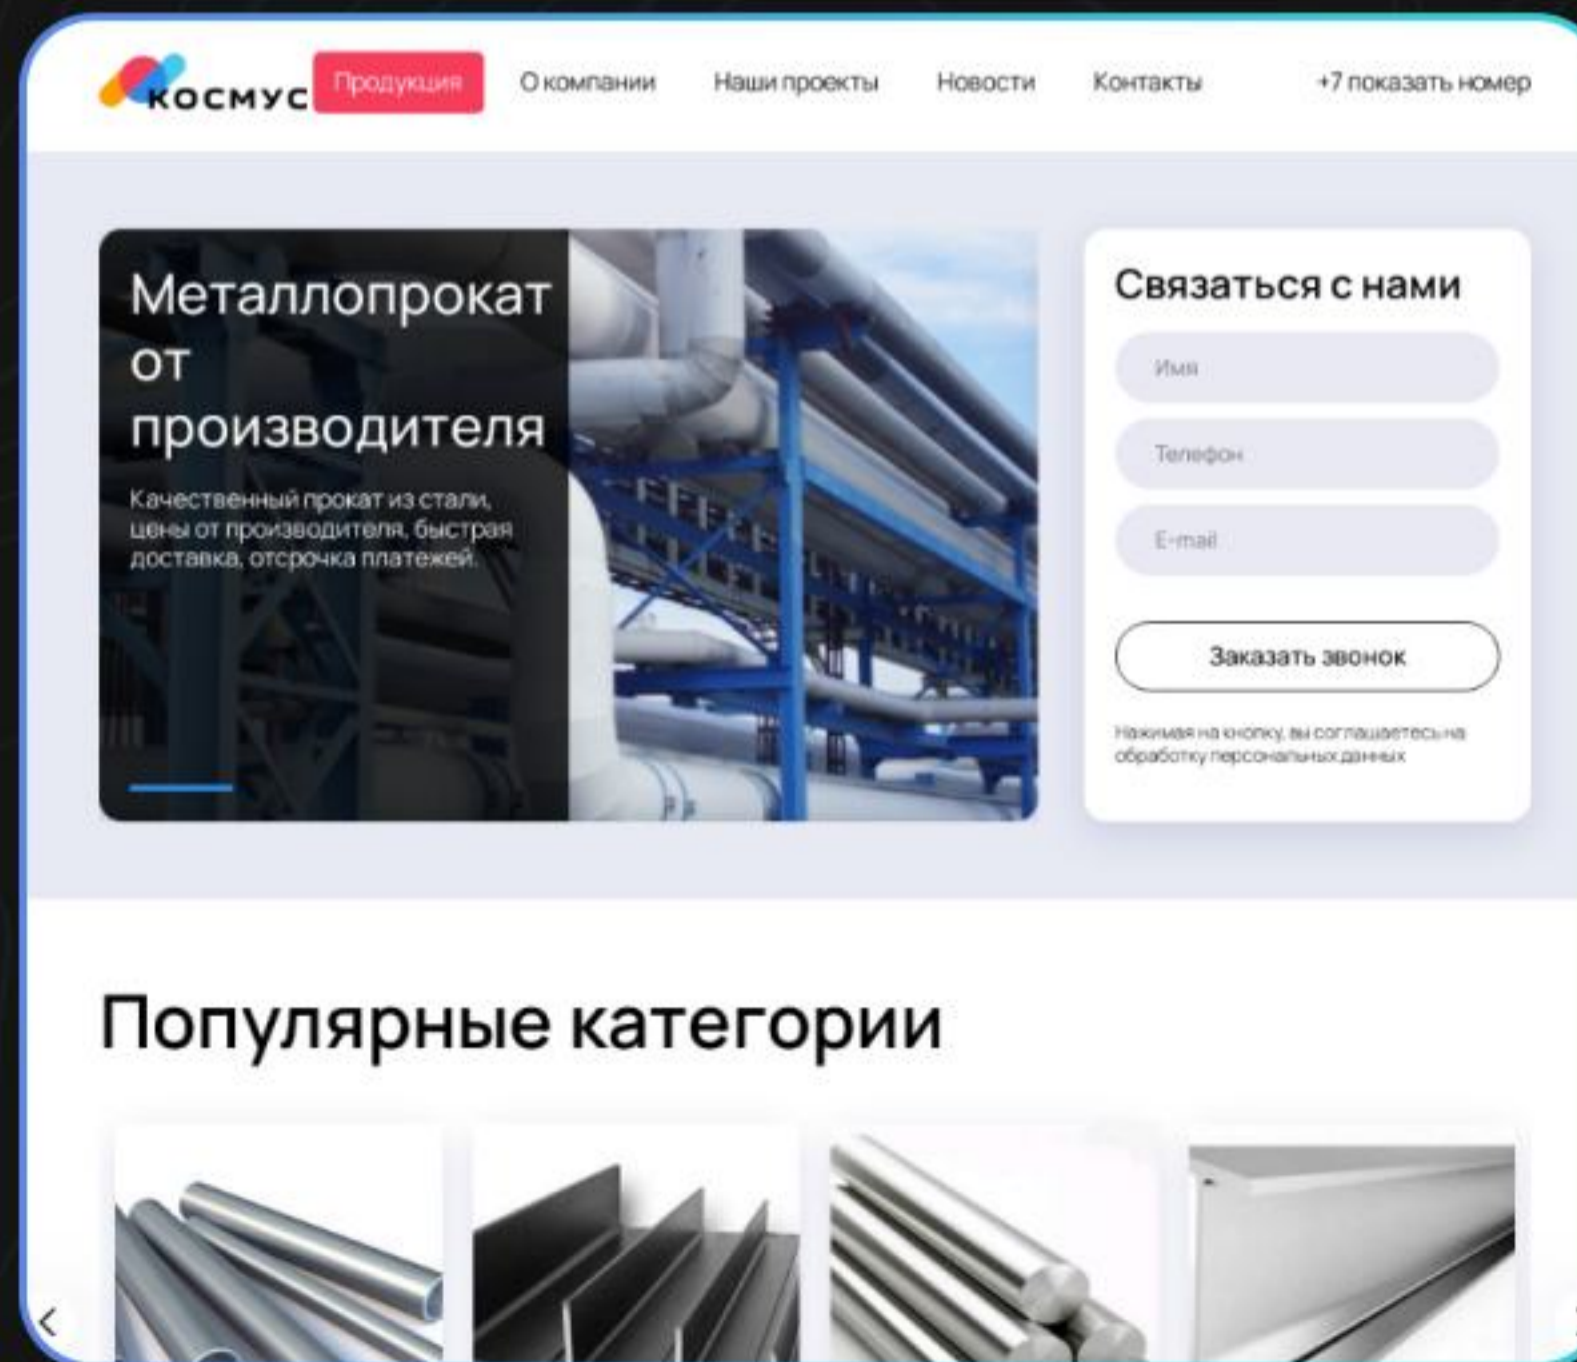 КОСМУС
Продукция
О компании
Наши проекты
Новости
Контакты
+7 показать номер
Металлопрокат
от
производителя
Качественный прокат из стали,
цены от производителя, быстрая
доставка, отсрочка платежей.
Связаться с нами
Имя
Телефон
E-mail
Заказать звонок
Нажимая на кнопку, вы соглашаетесь на
обработку персональных данных
Популярные категории